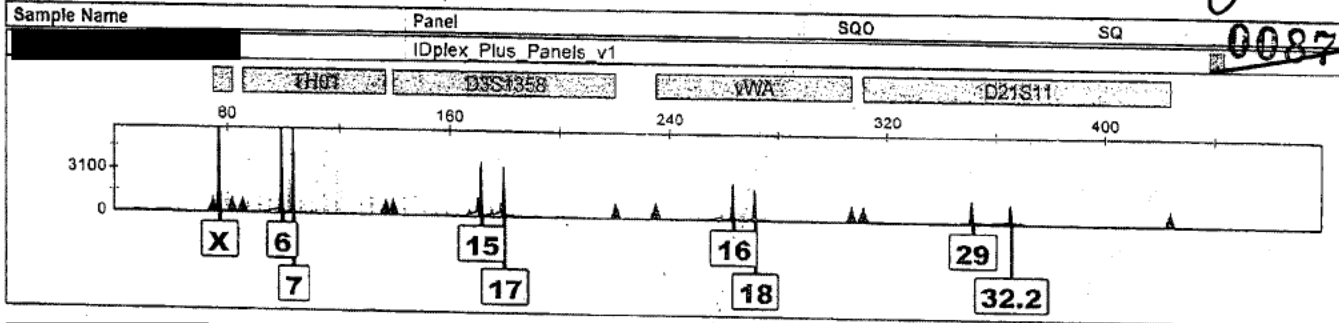 Sample Name Panel SQO SQ
IDplex_Plus_Panels_v1 0087
TH01 D3S1358 vWA D21S11
80 160 240 320 400
3100
0
X 6 15 16 29
7 17 18 32.2